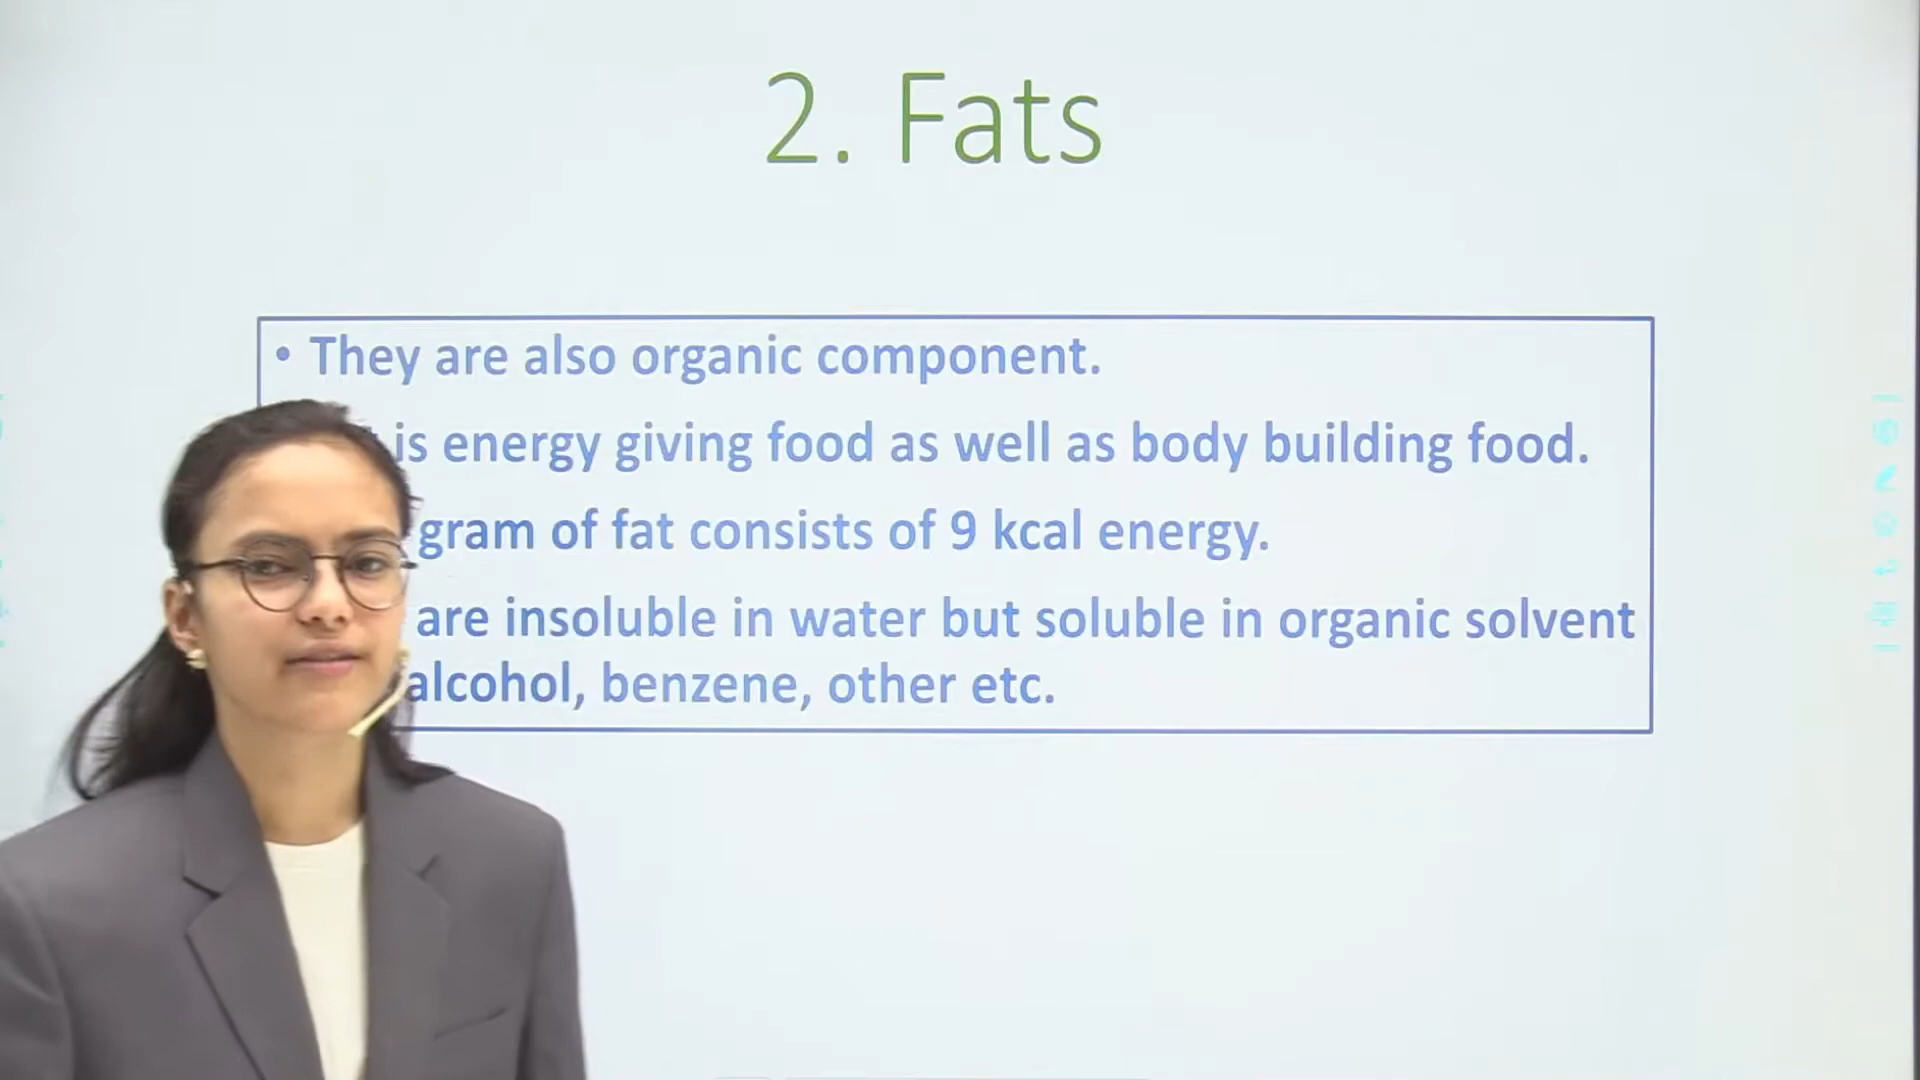 2. Fats
• They are also organic component.
is energy giving food as well as body building food.
gram of fat consists of 9 kcal energy.
are insoluble in water but soluble in organic solvent
alcohol, benzene, other etc.